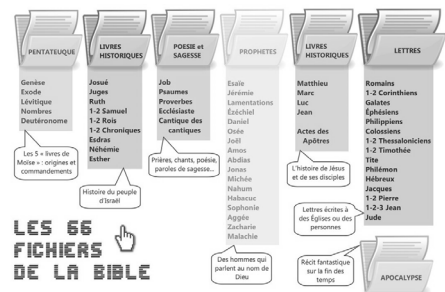 PENTATEUQUE
Genèse
Exode
Lévitique
Nombres
Deutéronome
Les 5 « livres de
Moïse » : origines et
commandements
LIVRES
HISTORIQUES
Josué
Juges
Ruth
1-2 Samuel
1-2 Rois
1-2 Chroniques
Esdras
Néhémie
Esther
Histoire du peuple
d'Israël
POESIE et
SAGESSE
Job
Psaumes
Proverbes
Ecclésiaste
Cantique des
cantiques
Prières, chants, poésie,
paroles de sagesse...
PROPHETES
Esaïe
Jérémie
Lamentations
Ézéchiel
Daniel
Osée
Joël
Amos
Abdias
Jonas
Michée
Nahum
Habacuc
Sophonie
Aggée
Zacharie
Malachie
Des hommes qui
parlent au nom de
Dieu
LIVRES
HISTORIQUES
Matthieu
Marc
Luc
Jean
Actes des
Apôtres
L'histoire de Jésus
et de ses disciples
LETTRES
Romains
1-2 Corinthiens
Galates
Éphésiens
Philippiens
Colossiens
1-2 Thessaloniciens
1-2 Timothée
Tite
Philémon
Hébreux
Jacques
1-2 Pierre
1-2-3 Jean
Jude
Lettres écrites à
des Églises ou des
personnes
Récit fantastique
sur la fin des
temps
APOCALYPSE
LES 66
FICHIERS
DE LA BIBLE